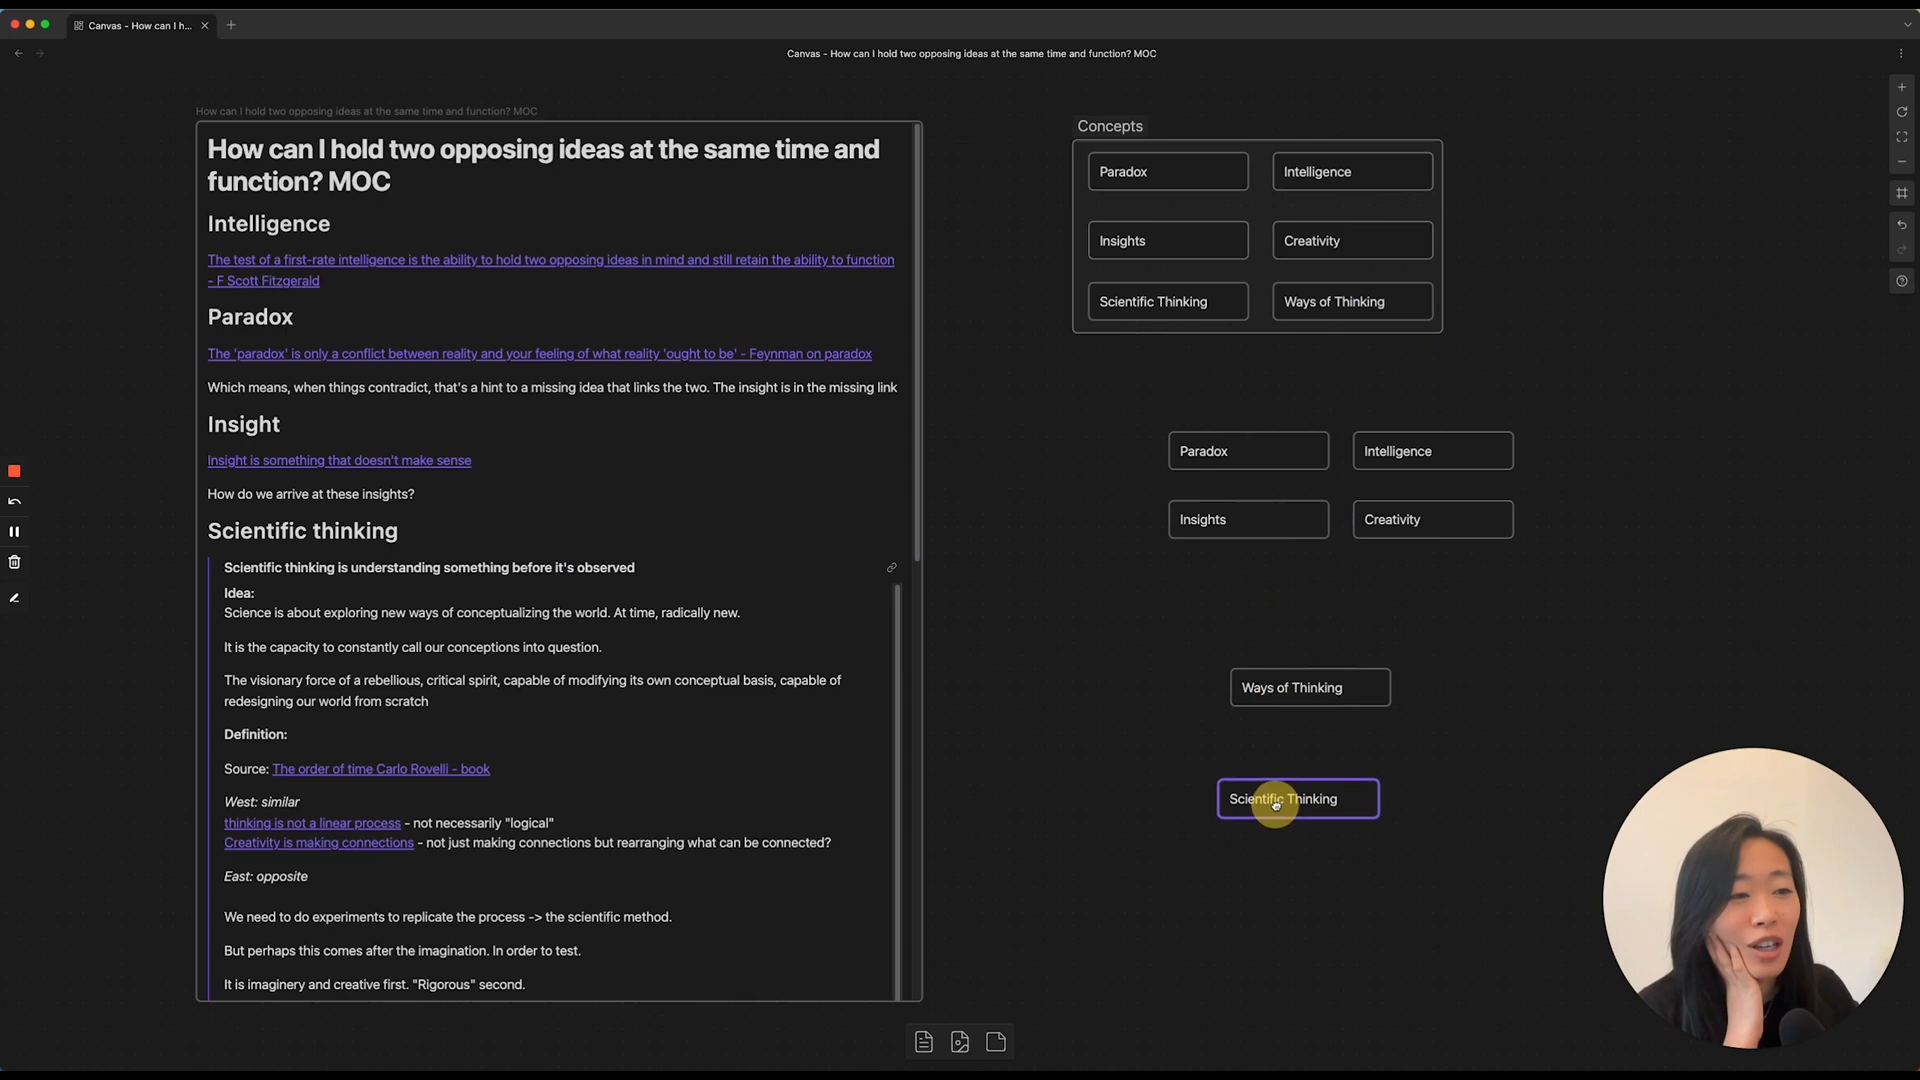 Canvas - How can I h...
Canvas - How can I hold two opposing ideas at the same time and function? MOC
How can I hold two opposing ideas at the same time and function? MOC
How can I hold two opposing ideas at the same time and
function? MOC
Intelligence
The test of a first-rate intelligence is the ability to hold two opposing ideas in mind and still retain the ability to function
- F Scott Fitzgerald
Paradox
The 'paradox' is only a conflict between reality and your feeling of what reality 'ought to be' - Feynman on paradox
Which means, when things contradict, that's a hint to a missing idea that links the two. The insight is in the missing link
Insight
Insight is something that doesn't make sense
How do we arrive at these insights?
Scientific thinking
Scientific thinking is understanding something before it's observed
Idea:
Science is about exploring new ways of conceptualizing the world. At time, radically new.
It is the capacity to constantly call our conceptions into question.
The visionary force of a rebellious, critical spirit, capable of modifying its own conceptual basis, capable of
redesigning our world from scratch
Definition:
Source: The order of time Carlo Rovelli - book
West: similar
thinking is not a linear process - not necessarily "logical"
Creativity is making connections - not just making connections but rearranging what can be connected?
East: opposite
We need to do experiments to replicate the process -> the scientific method.
But perhaps this comes after the imagination. In order to test.
It is imaginery and creative first. "Rigorous" second.
Concepts
Paradox
Intelligence
Insights
Creativity
Scientific Thinking
Ways of Thinking
Paradox
Intelligence
Insights
Creativity
Ways of Thinking
Scientific Thinking